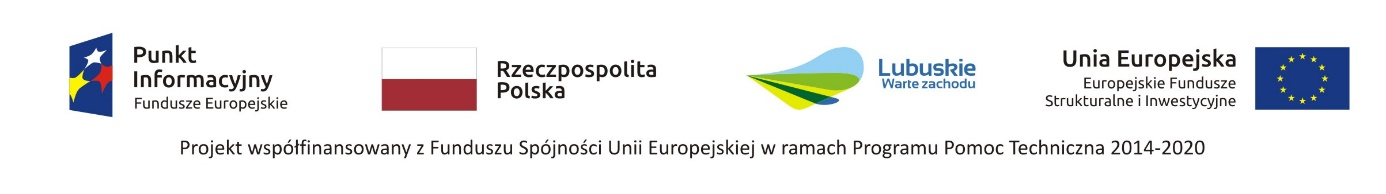 Punkt
Informacyjny
Fundusze Europejskie
Rzeczpospolita
Polska
Lubuskie
Warte zachodu
Unia Europejska
Europejskie Fundusze
Strukturalne i Inwestycyjne
Projekt współfinansowany z Funduszu Spójności Unii Europejskiej w ramach Programu Pomoc Techniczna 2014-2020